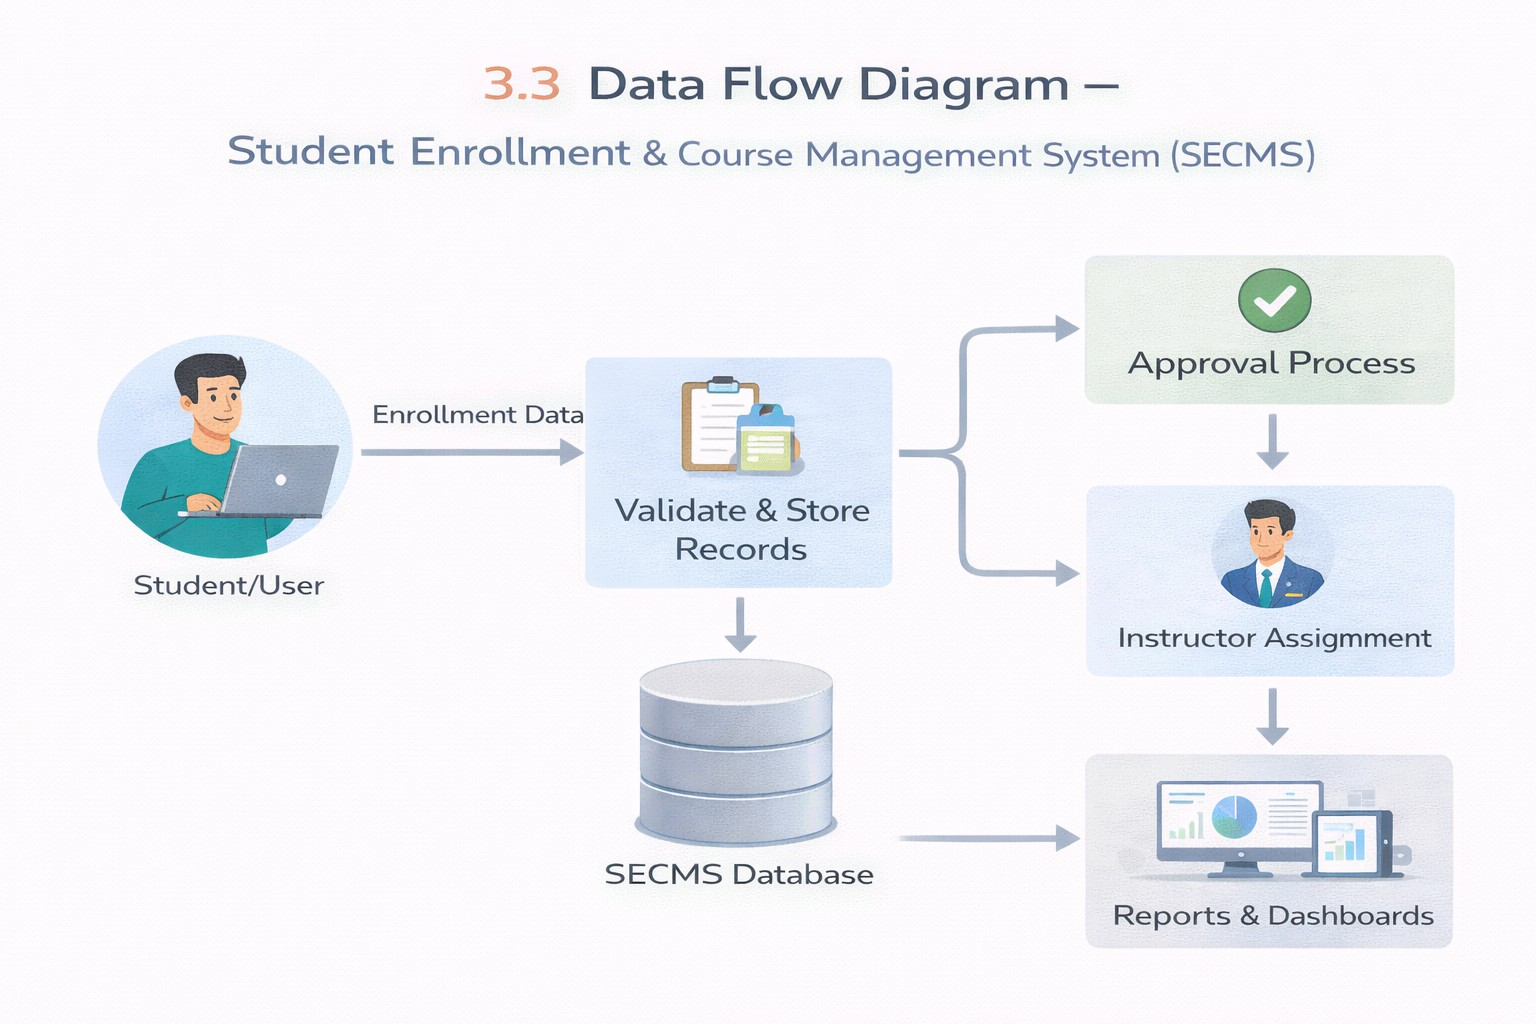 3.3 Data Flow Diagram –
Student Enrollment & Course Management System (SECMS)
Enrollment Data
Student/User
Validate & Store
Records
SECMS Database
Approval Process
Instructor Assigmment
Reports & Dashboards